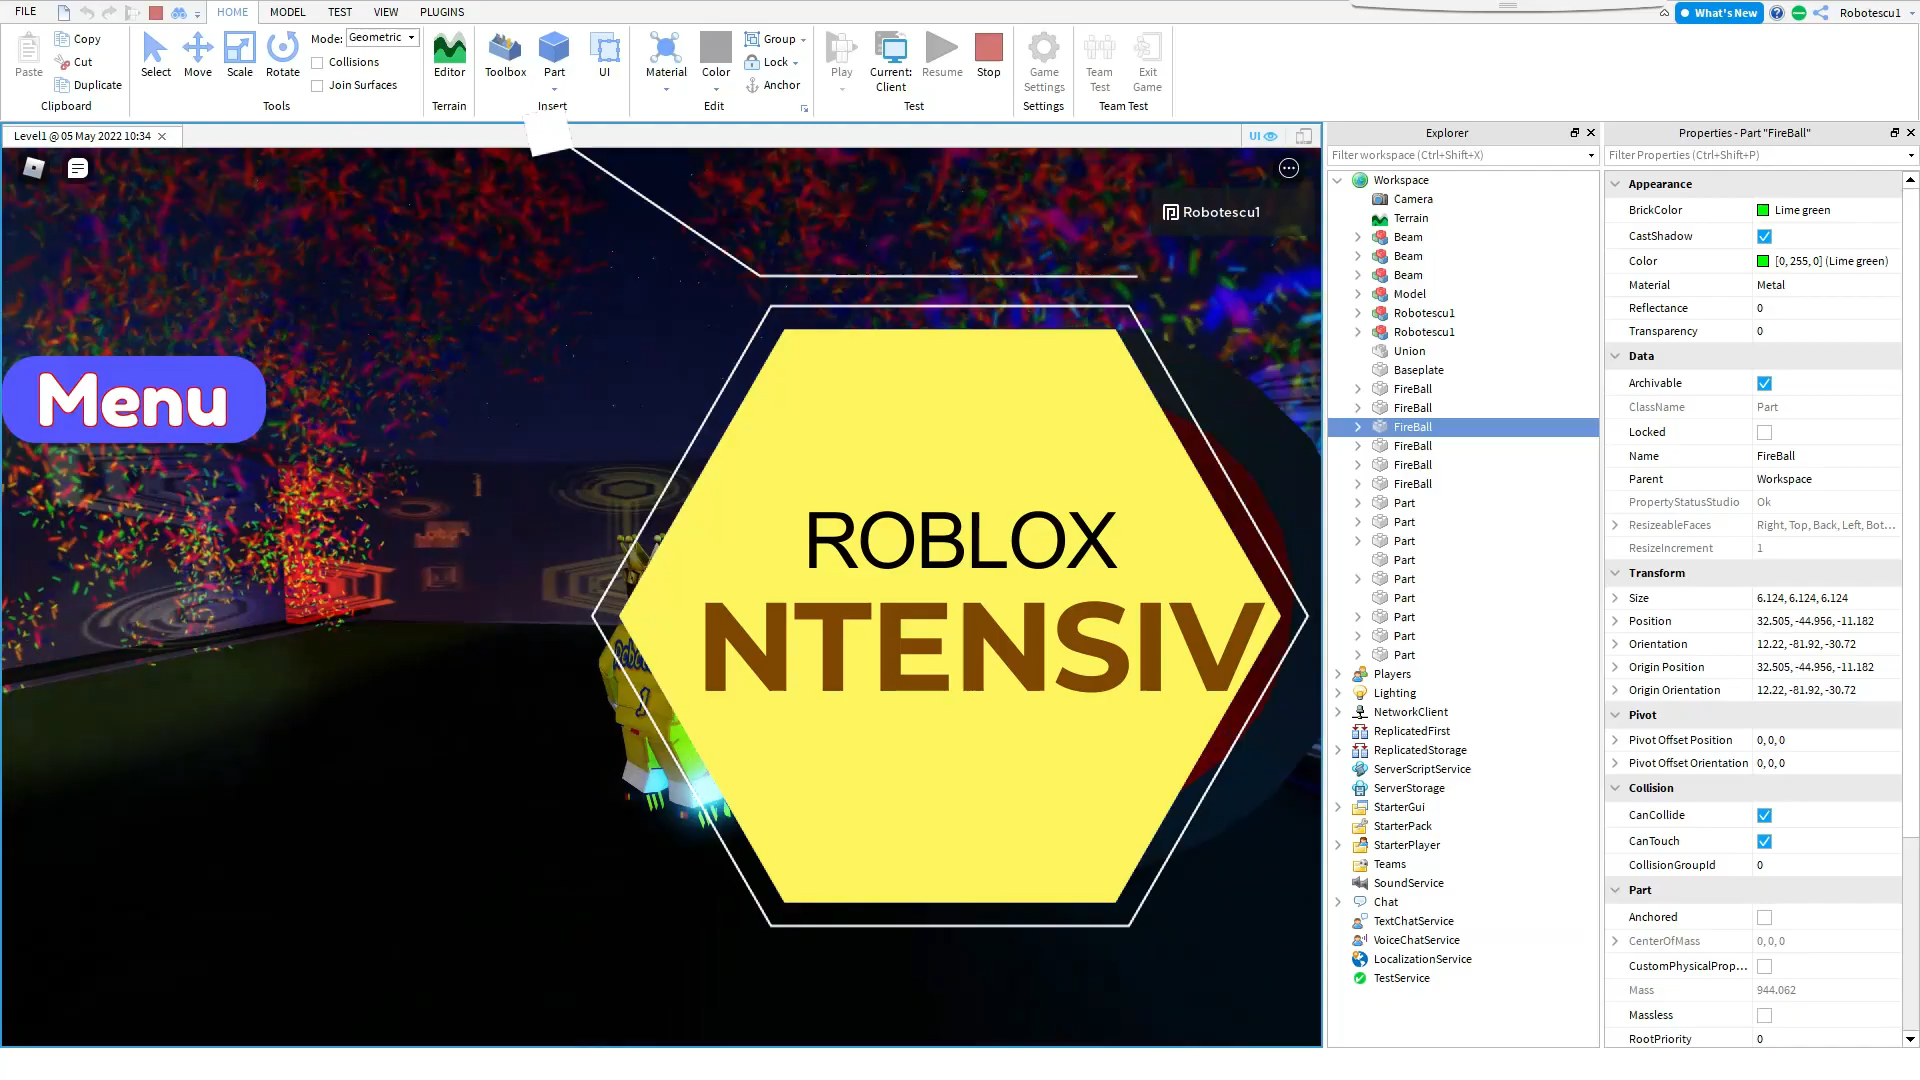 FILE HOME MODEL TEST VIEW PLUGINS What's New Robotescu1
Paste Copy Cut Duplicate Clipboard
Select Move Scale Rotate Mode: Geometric Collisions Join Surfaces Tools
Editor Terrain
Toolbox Part UI Insert
Material Color Group Lock Anchor Edit
Play Current: Client Resume Stop Test
Game Settings Settings
Team Test Exit Game Team Test
Level1 @ 05 May 2022 10:34
UI
Robotescu1
Menu
ROBLOX
NTENSIV
Explorer
Filter workspace (Ctrl+Shift+X)
Workspace
Camera
Terrain
Beam
Beam
Beam
Model
Robotescu1
Robotescu1
Union
Baseplate
FireBall
FireBall
FireBall
FireBall
FireBall
FireBall
Part
Part
Part
Part
Part
Part
Part
Part
Part
Players
Lighting
NetworkClient
ReplicatedFirst
ReplicatedStorage
ServerScriptService
ServerStorage
StarterGui
StarterPack
StarterPlayer
Teams
SoundService
Chat
TextChatService
VoiceChatService
LocalizationService
TestService
Properties - Part "FireBall"
Filter Properties (Ctrl+Shift+P)
Appearance
BrickColor Lime green
CastShadow
Color [0, 255, 0] (Lime green)
Material Metal
Reflectance 0
Transparency 0
Data
Archivable
ClassName Part
Locked
Name FireBall
Parent Workspace
PropertyStatusStudio Ok
ResizeableFaces Right, Top, Back, Left, Bot...
ResizeIncrement 1
Transform
Size 6.124, 6.124, 6.124
Position 32.505, -44.956, -11.182
Orientation 12.22, -81.92, -30.72
Origin Position 32.505, -44.956, -11.182
Origin Orientation 12.22, -81.92, -30.72
Pivot
Pivot Offset Position 0, 0, 0
Pivot Offset Orientation 0, 0, 0
Collision
CanCollide
CanTouch
CollisionGroupId 0
Part
Anchored
CenterOfMass 0, 0, 0
CustomPhysicalProp...
Mass 944.062
Massless
RootPriority 0